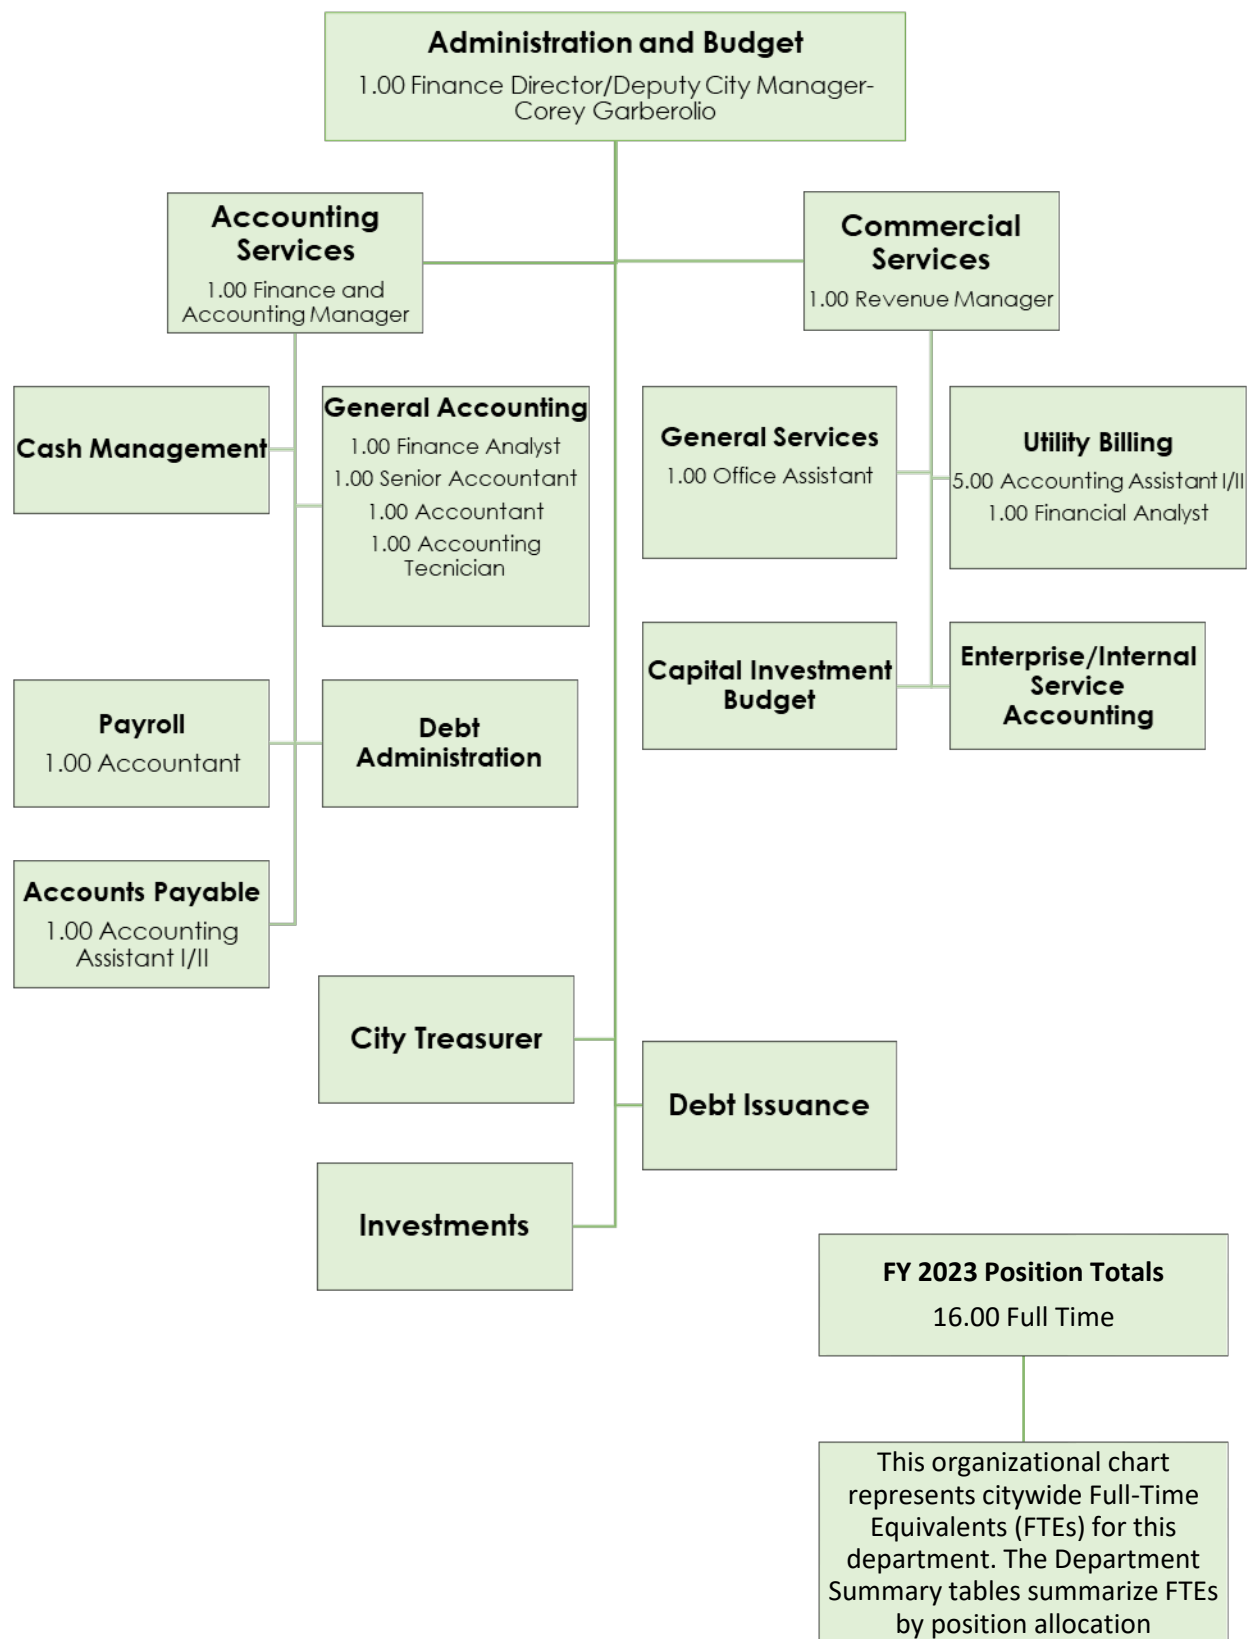 Administration and Budget
1.00 Finance Director/Deputy City Manager-
Corey Garberolio
Accounting
Services
1.00 Finance and
Accounting Manager
Commercial
Services
1.00 Revenue Manager
Cash Management
General Accounting
1.00 Finance Analyst
1.00 Senior Accountant
1.00 Accountant
1.00 Accounting
Tecnician
General Services
1.00 Office Assistant
Utility Billing
5.00 Accounting Assistant I/II
1.00 Financial Analyst
Payroll
1.00 Accountant
Debt
Administration
Capital Investment
Budget
Enterprise/Internal
Service
Accounting
Accounts Payable
1.00 Accounting
Assistant I/II
City Treasurer
Debt Issuance
Investments
FY 2023 Position Totals
16.00 Full Time
This organizational chart
represents citywide Full-Time
Equivalents (FTEs) for this
department. The Department
Summary tables summarize FTEs
by position allocation